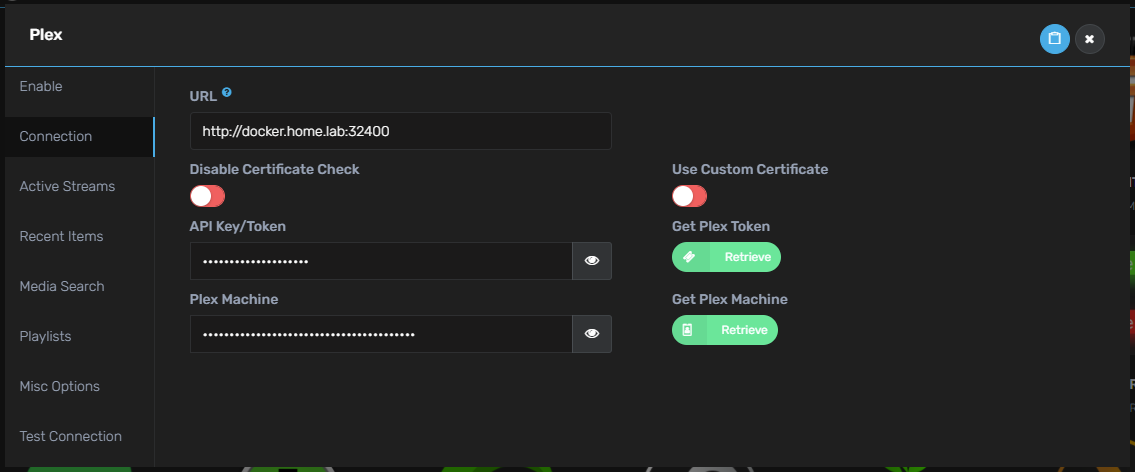 Plex
Enable
Connection
Active Streams
Recent Items
Media Search
Playlists
Misc Options
Test Connection
URL ?
http://docker.home.lab:32400
Disable Certificate Check
Use Custom Certificate
API Key/Token
Get Plex Token
••••••••••••••••••••
Retrieve
Plex Machine
Get Plex Machine
••••••••••••••••••••••••••••••••••••••••
Retrieve